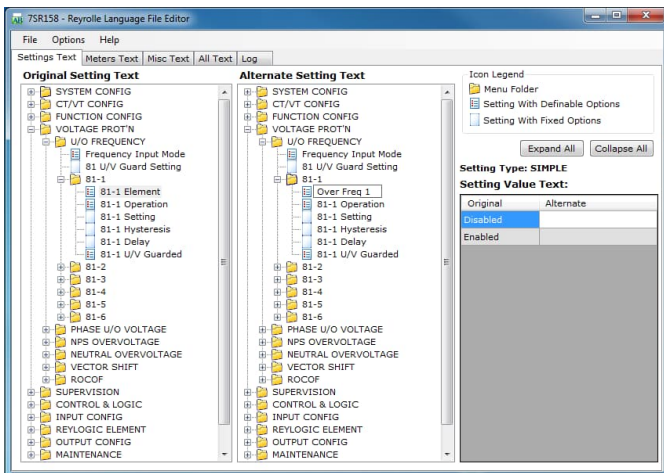 7SR158 - Reyrolle Language File Editor
File Options Help
Settings Text Meters Text Misc Text All Text Log
Original Setting Text
SYSTEM CONFIG
CT/VT CONFIG
FUNCTION CONFIG
VOLTAGE PROT'N
U/O FREQUENCY
Frequency Input Mode
81 U/V Guard Setting
81-1
81-1 Element
81-1 Operation
81-1 Setting
81-1 Hysteresis
81-1 Delay
81-1 U/V Guarded
81-2
81-3
81-4
81-5
81-6
PHASE U/O VOLTAGE
NPS OVERVOLTAGE
NEUTRAL OVERVOLTAGE
VECTOR SHIFT
ROCOF
SUPERVISION
CONTROL & LOGIC
INPUT CONFIG
REYLOGIC ELEMENT
OUTPUT CONFIG
MAINTENANCE
Alternate Setting Text
SYSTEM CONFIG
CT/VT CONFIG
FUNCTION CONFIG
VOLTAGE PROT'N
U/O FREQUENCY
Frequency Input Mode
81 U/V Guard Setting
81-1
Over Freq 1
81-1 Operation
81-1 Setting
81-1 Hysteresis
81-1 Delay
81-1 U/V Guarded
81-2
81-3
81-4
81-5
81-6
PHASE U/O VOLTAGE
NPS OVERVOLTAGE
NEUTRAL OVERVOLTAGE
VECTOR SHIFT
ROCOF
SUPERVISION
CONTROL & LOGIC
INPUT CONFIG
REYLOGIC ELEMENT
OUTPUT CONFIG
MAINTENANCE
Icon Legend
Menu Folder
Setting With Definable Options
Setting With Fixed Options
Expand All Collapse All
Setting Type: SIMPLE
Setting Value Text:
Original Alternate
Disabled
Enabled